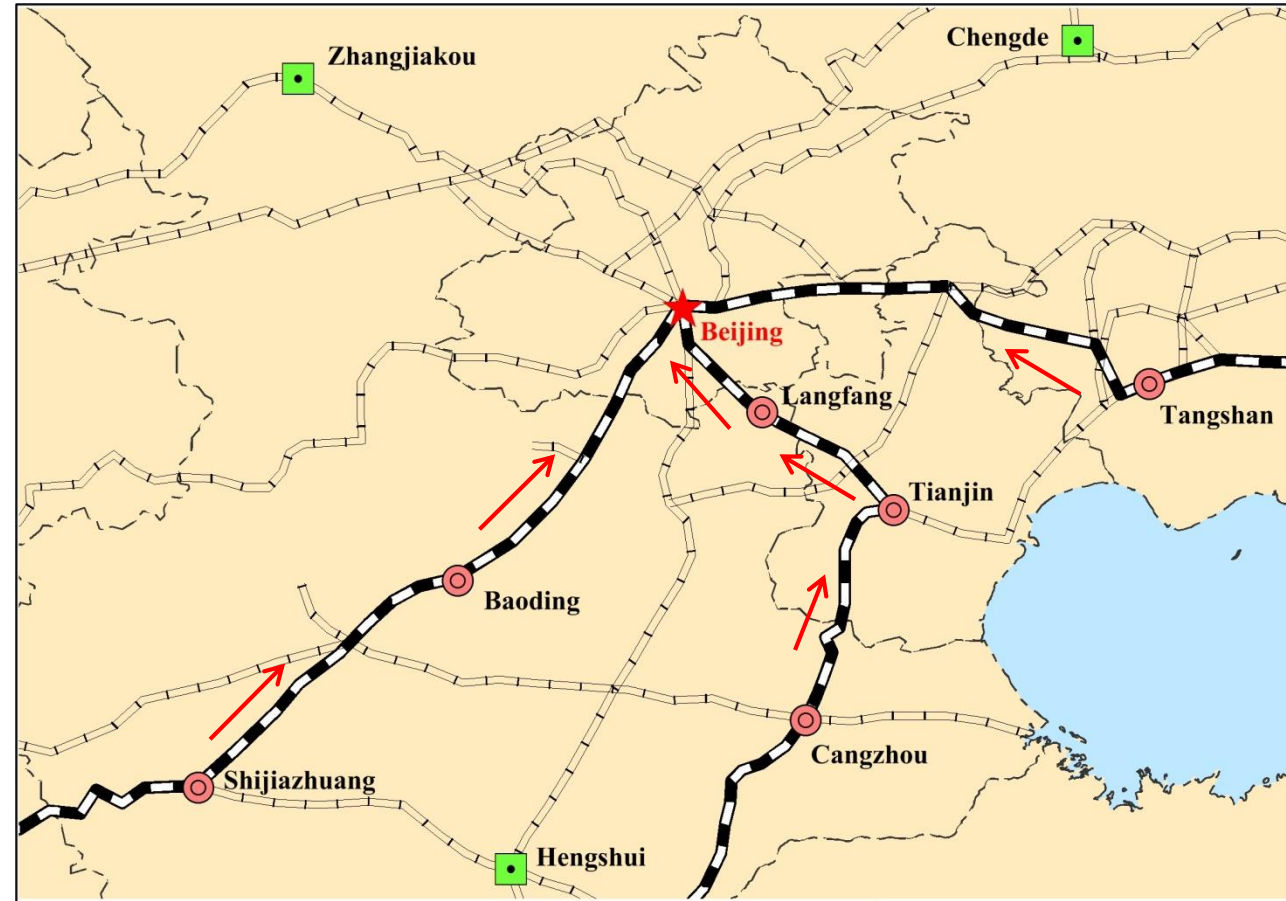 Zhangjiakou
Chengde
Beijing
Langfang
Tangshan
Tianjin
Baoding
Cangzhou
Shijiazhuang
Hengshui